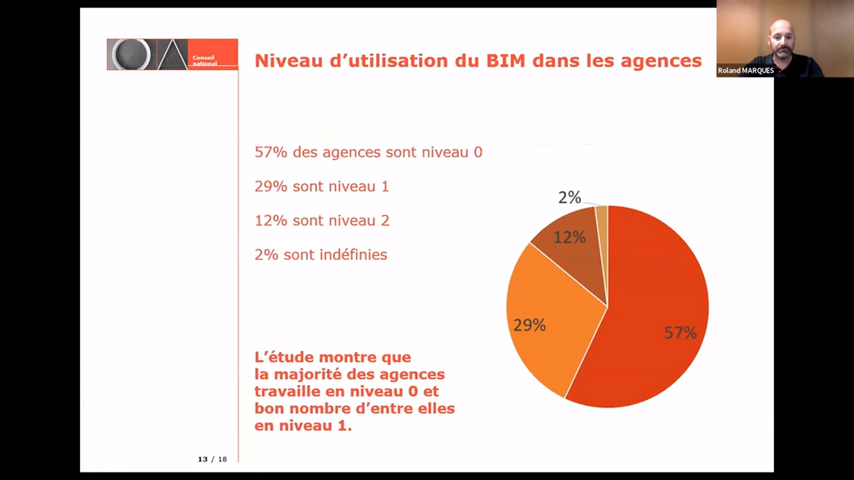 OA
Conseil
national
Niveau d'utilisation du BIM dans les agences
Roland MARQUES
57% des agences sont niveau 0
29% sont niveau 1
12% sont niveau 2
2% sont indéfinies
2%
12%
29%
57%
L'étude montre que
la majorité des agences
travaille en niveau 0 et
bon nombre d'entre elles
en niveau 1.
13 / 18